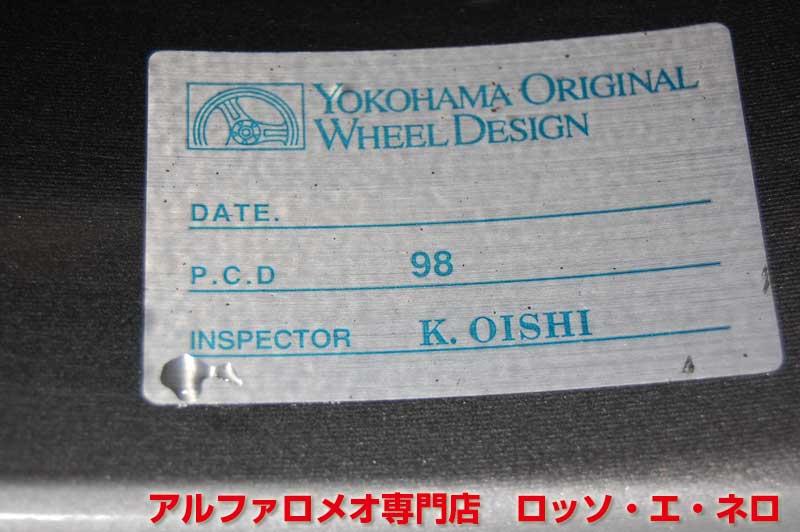 YOKOHAMA ORIGINAL
WHEEL DESIGN
DATE.
P.C.D 98
INSPECTOR K. OISHI
アルファロメオ専門店 ロッソ・エ・ネロ